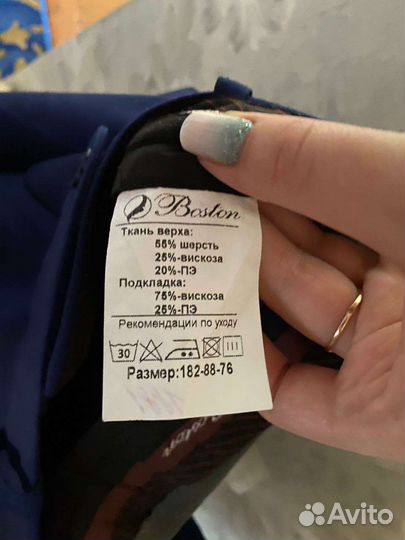 Boston
Ткань верха:
55% шерсть
25%-вискоза
20%-ПЭ
Подкладка:
75%-вискоза
25%-ПЭ
Рекомендации по уходу
30
Размер:182-88-76
Avito